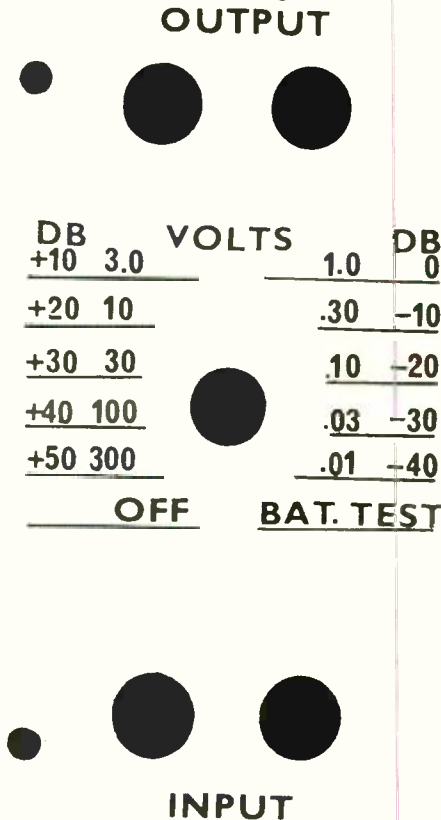 OUTPUT
DB VOLTS DB
+10 3.0 1.0 0
+20 10 .30 -10
+30 30 .10 -20
+40 100 .03 -30
+50 300 .01 -40
OFF BAT. TEST
INPUT